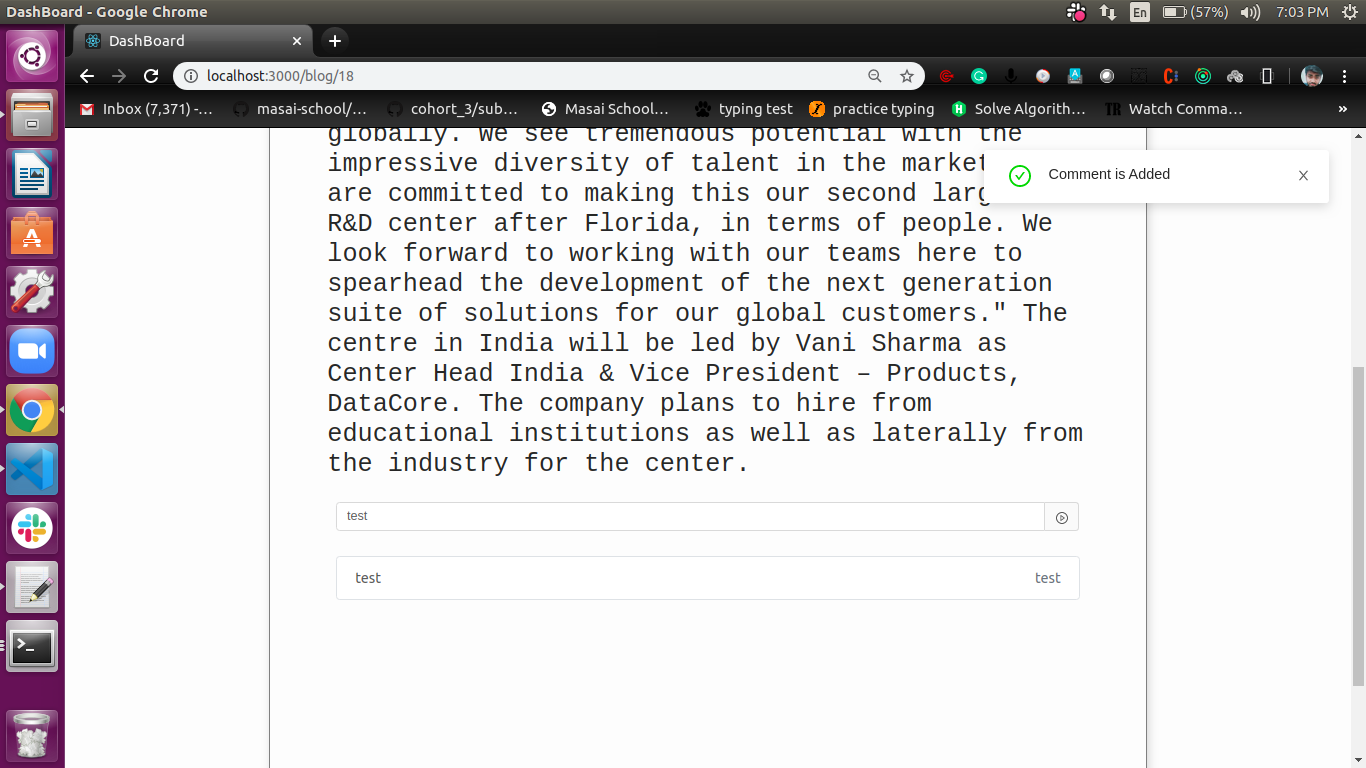 DashBoard - Google Chrome
En
(57%)
7:03 PM
DashBoard
localhost:3000/blog/18
Inbox (7,371) -...
masai-school/...
cohort_3/sub...
Masai School...
typing test
practice typing
Solve Algorith...
TR Watch Comma...
»
globally. We see tremendous potential with the
impressive diversity of talent in the market
are committed to making this our second
R&D center after Florida, in terms of people. We
look forward to working with our teams here to
spearhead the development of the next generation
suite of solutions for our global customers." The
centre in India will be led by Vani Sharma as
Center Head India & Vice President – Products,
DataCore. The company plans to hire from
educational institutions as well as laterally from
the industry for the center.
Comment is Added
test
test test